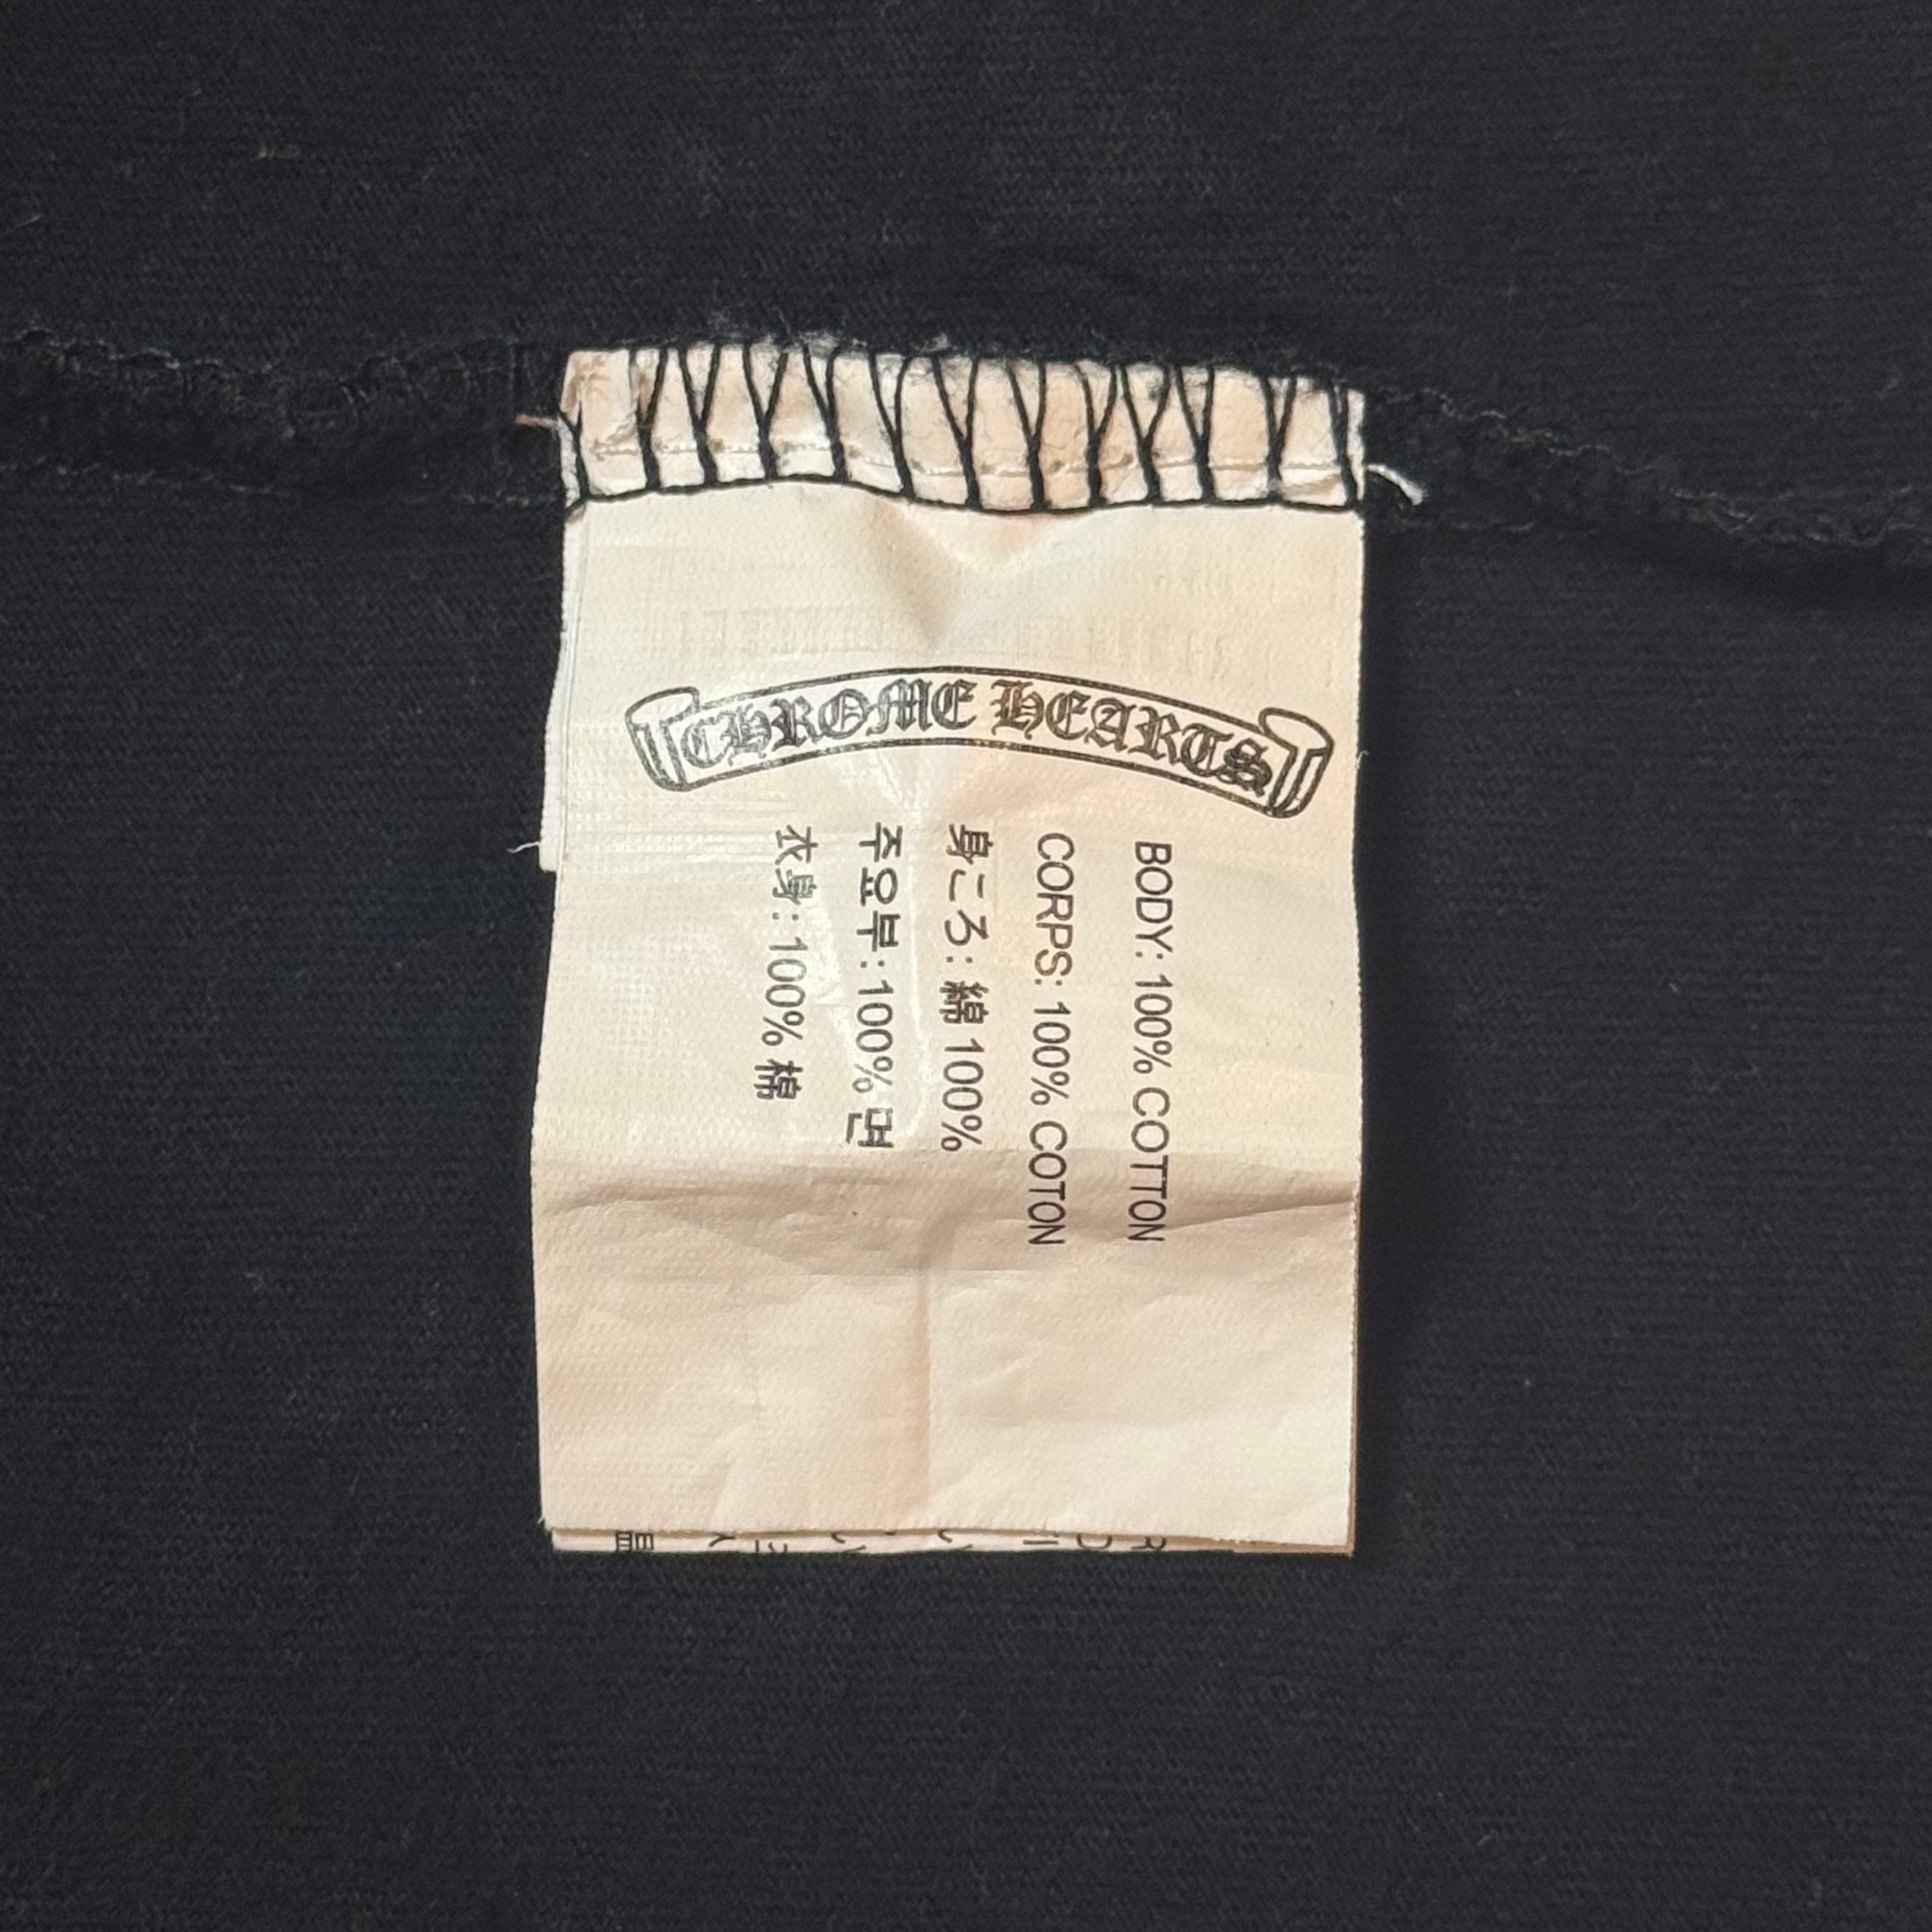 CHROME HEARTS
BODY: 100% COTTON
CORPS: 100% COTON
身ごろ: 綿 100%
주요부: 100% 면
衣身: 100% 棉